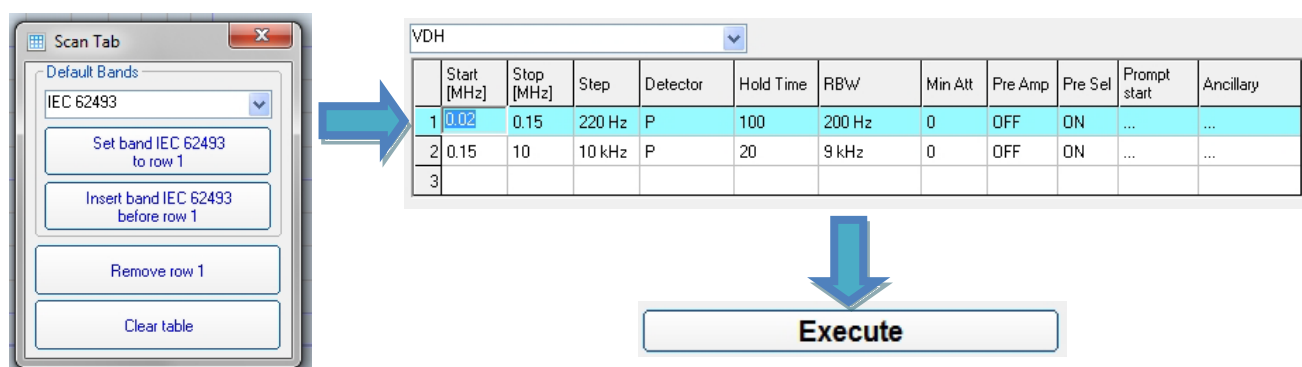 Scan Tab
Default Bands
IEC 62493
Set band IEC 62493
to row 1
Insert band IEC 62493
before row 1
Remove row 1
Clear table
VDH
Start [MHz] Stop [MHz] Step Detector Hold Time RBW Min Att Pre Amp Pre Sel Prompt start Ancillary
1 0.02 0.15 220 Hz P 100 200 Hz 0 OFF ON ... ...
2 0.15 10 10 kHz P 20 9 kHz 0 OFF ON ... ...
3
Execute